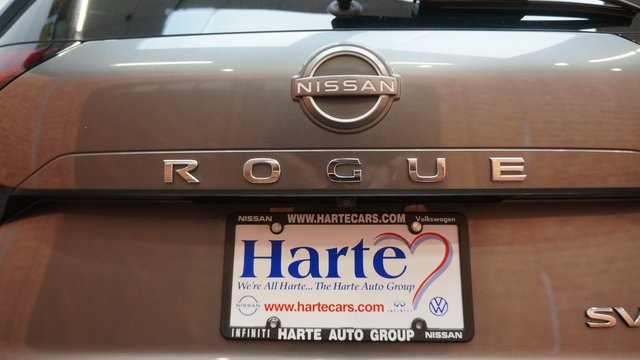 NISSAN
ROGUE
NISSAN WWW.HARTECARS.COM Volkswagen
Harte
We're All Harte... The Harte Auto Group
www.hartecars.com INFINITI
INFINITI HARTE AUTO GROUP NISSAN
SV